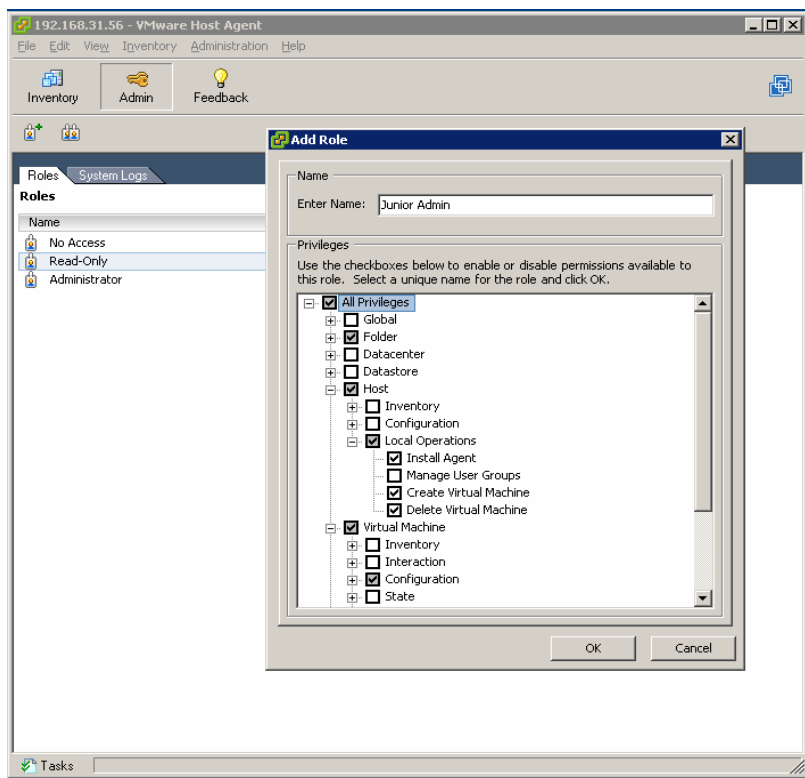 192.168.31.56 - VMware Host Agent
File Edit View Inventory Administration Help
Inventory Admin Feedback
Roles System Logs
Roles
Name
No Access
Read-Only
Administrator
Add Role
Name
Enter Name: Junior Admin
Privileges
Use the checkboxes below to enable or disable permissions available to
this role. Select a unique name for the role and click OK.
All Privileges
Global
Folder
Datacenter
Datastore
Host
Inventory
Configuration
Local Operations
Install Agent
Manage User Groups
Create Virtual Machine
Delete Virtual Machine
Virtual Machine
Inventory
Interaction
Configuration
State
OK Cancel
Tasks